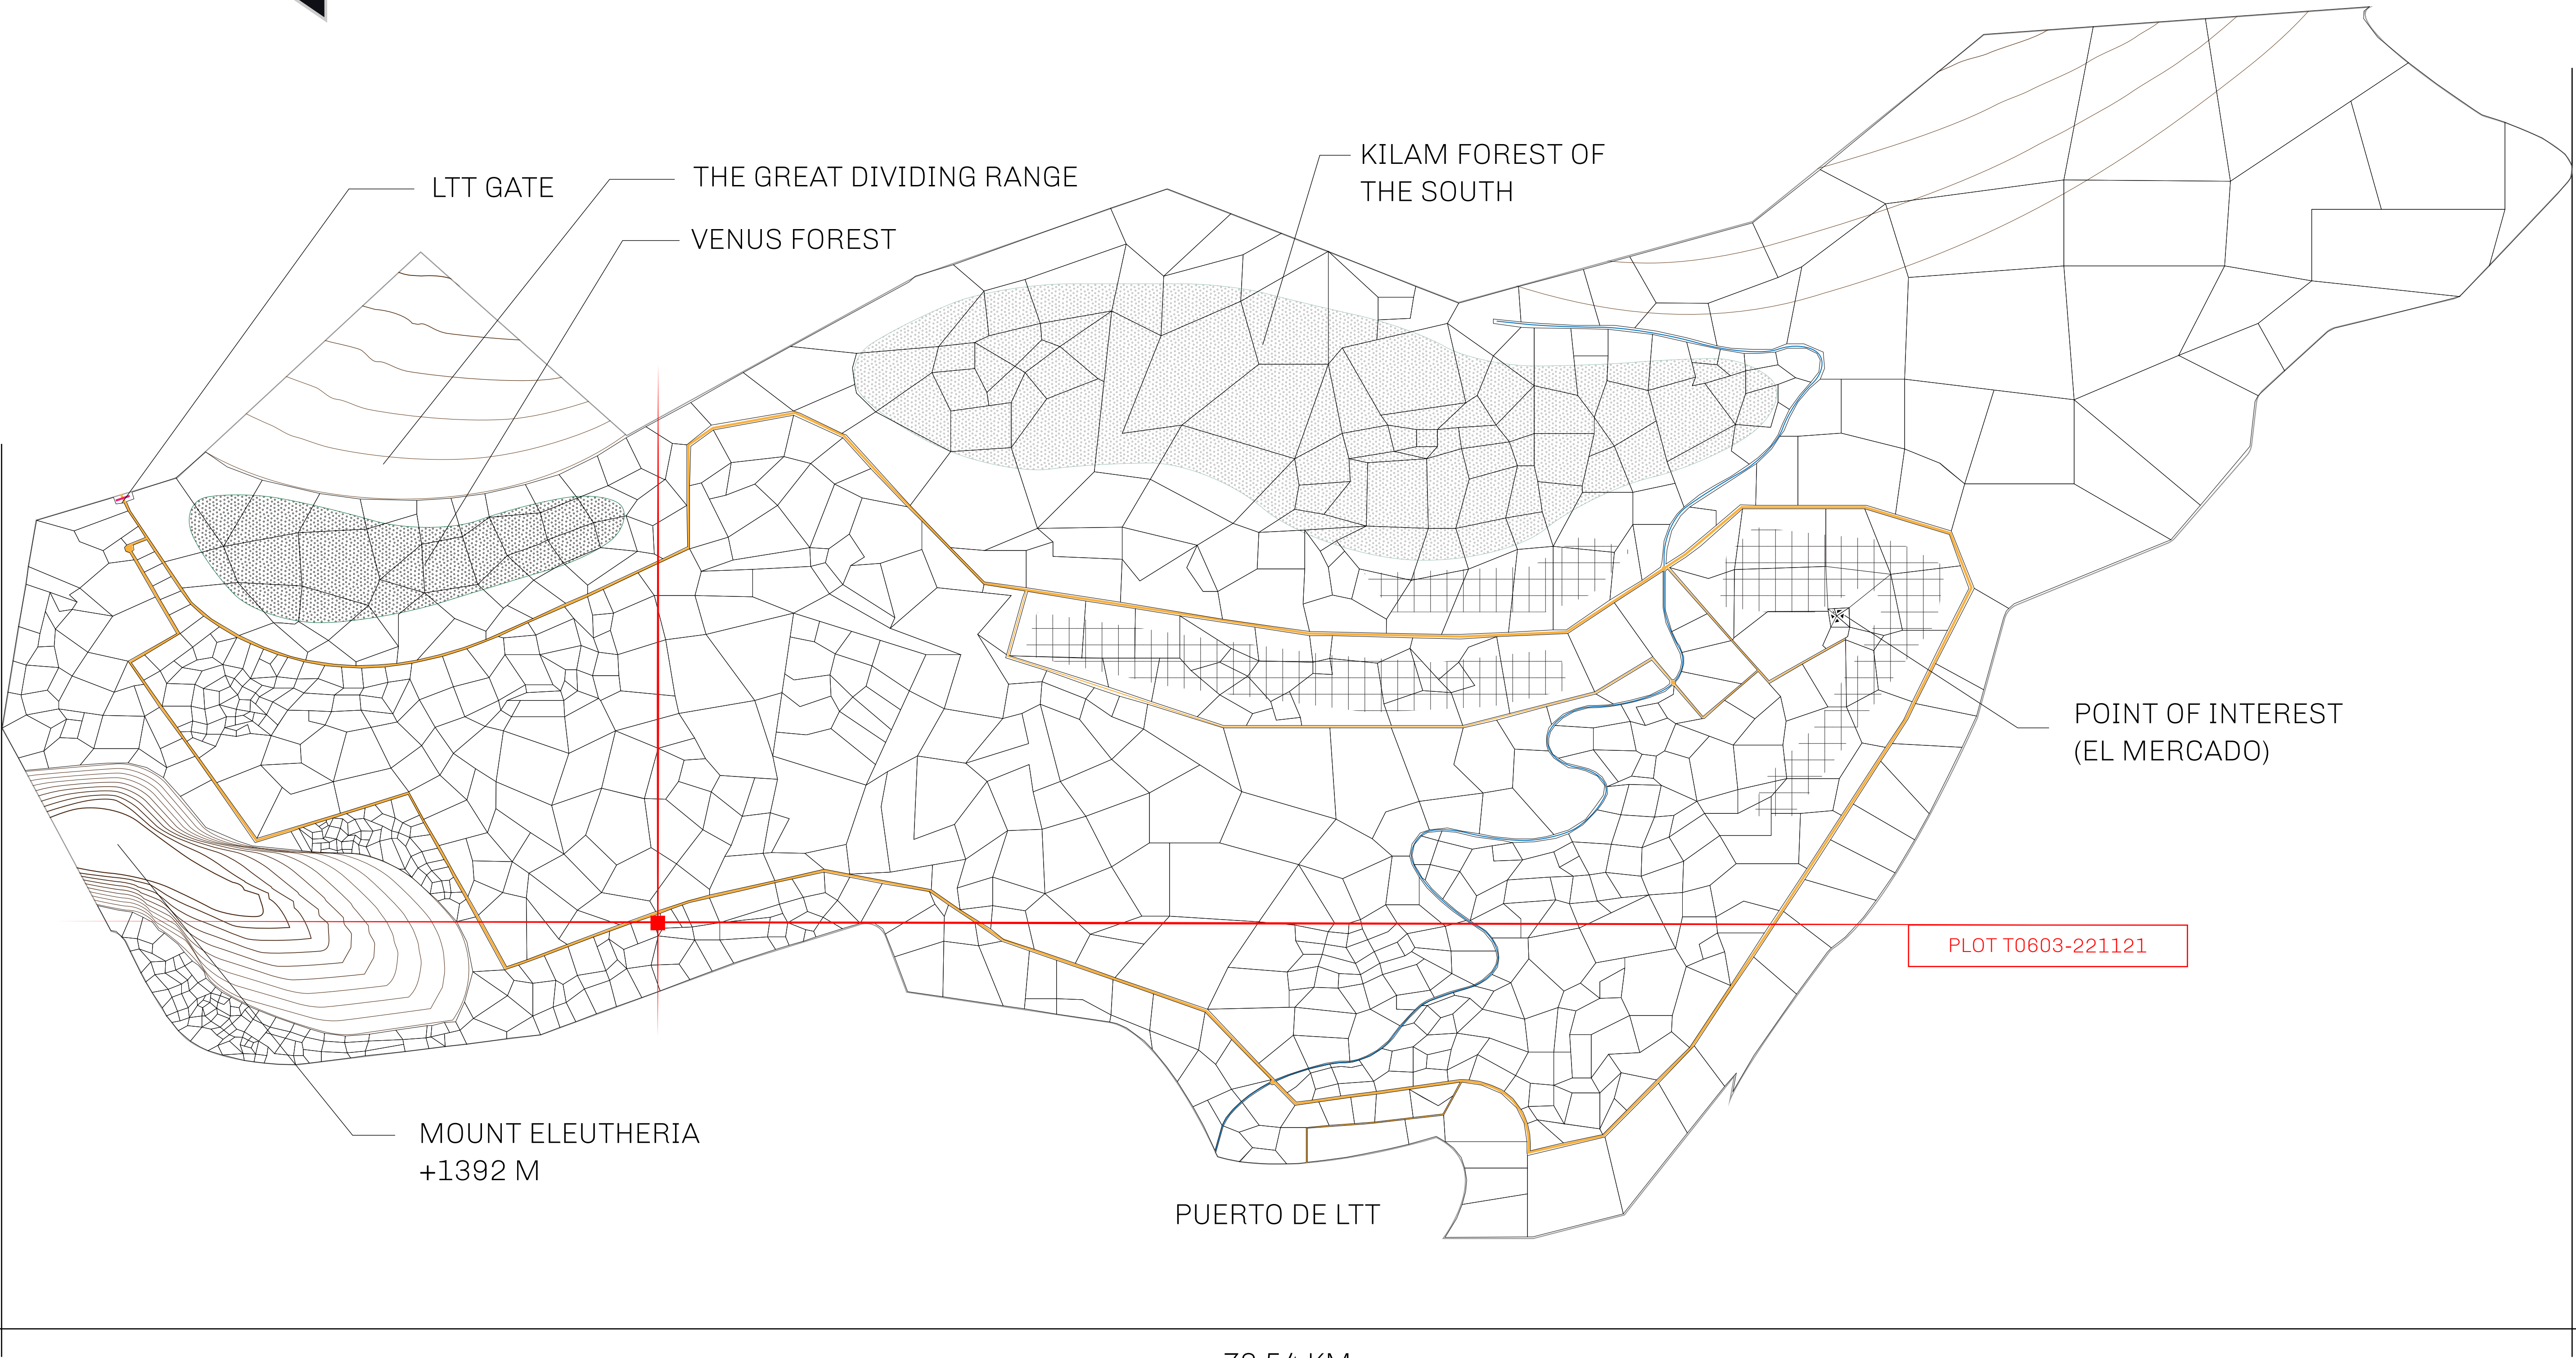 KILAM FOREST OF
THE SOUTH
THE GREAT DIVIDING RANGE
LTT GATE
VENUS FOREST
POINT OF INTEREST
(EL MERCADO)
PLOT T0603-221121
MOUNT ELEUTHERIA
+1392 M
PUERTO DE LTT
KM